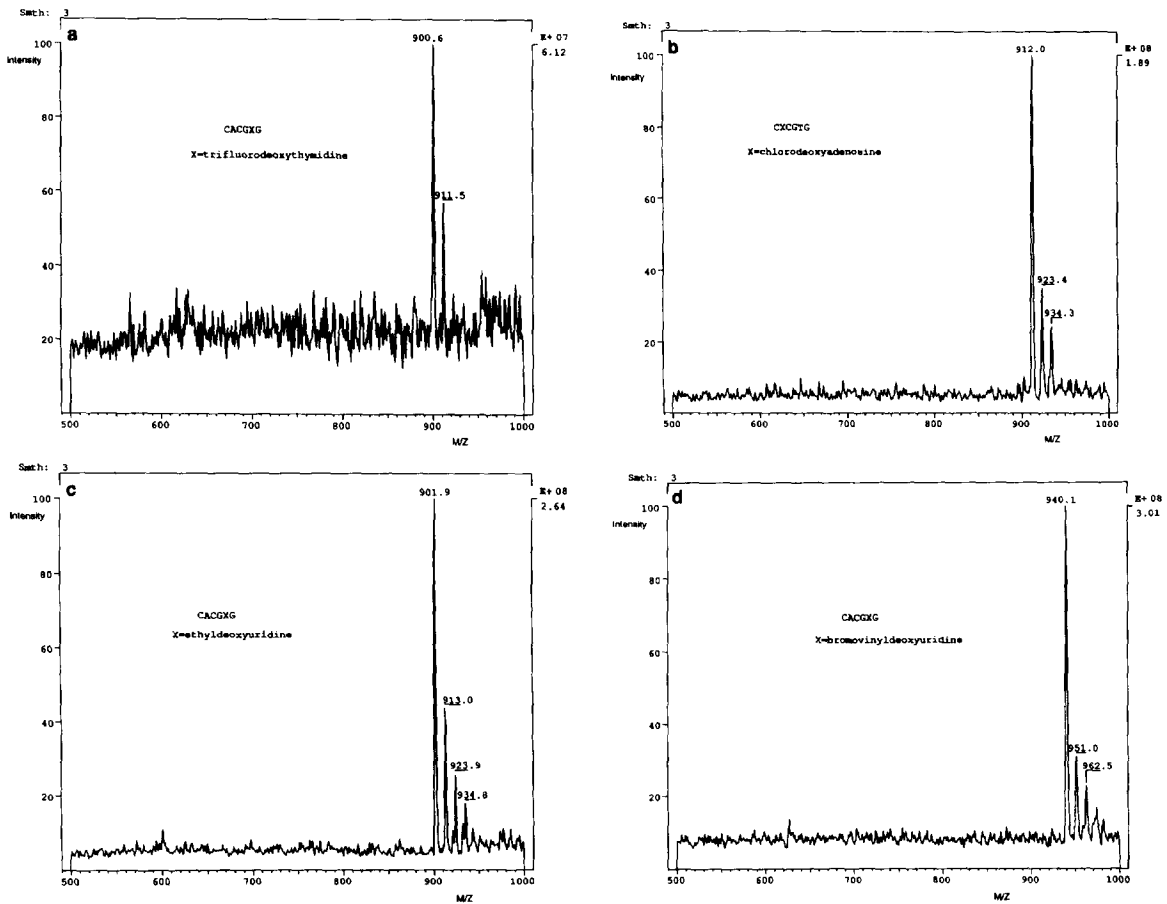 Smth: 3
a
900.6
E+07
6.12
100
Intensity
80
60
40
20
CACGXG
X=trifluorodeoxythymidine
911.5
500 600 700 800 900 1000
M/Z
Smth: 3
b
912.0
E+08
1.89
100
Intensity
80
60
40
20
CXCGTG
X=chlorodeoxyadenosine
923.4
934.3
500 600 700 800 900 1000
M/Z
Smth: 3
c
901.9
E+08
2.64
100
Intensity
80
60
40
20
CACGXG
X=ethyldeoxyuridine
913.0
923.9
934.8
500 600 700 800 900 1000
M/Z
Smth: 3
d
940.1
E+08
3.01
100
Intensity
80
60
40
20
CACGXG
X=bromovinyldeoxyuridine
951.0
962.5
500 600 700 800 900 1000
M/Z